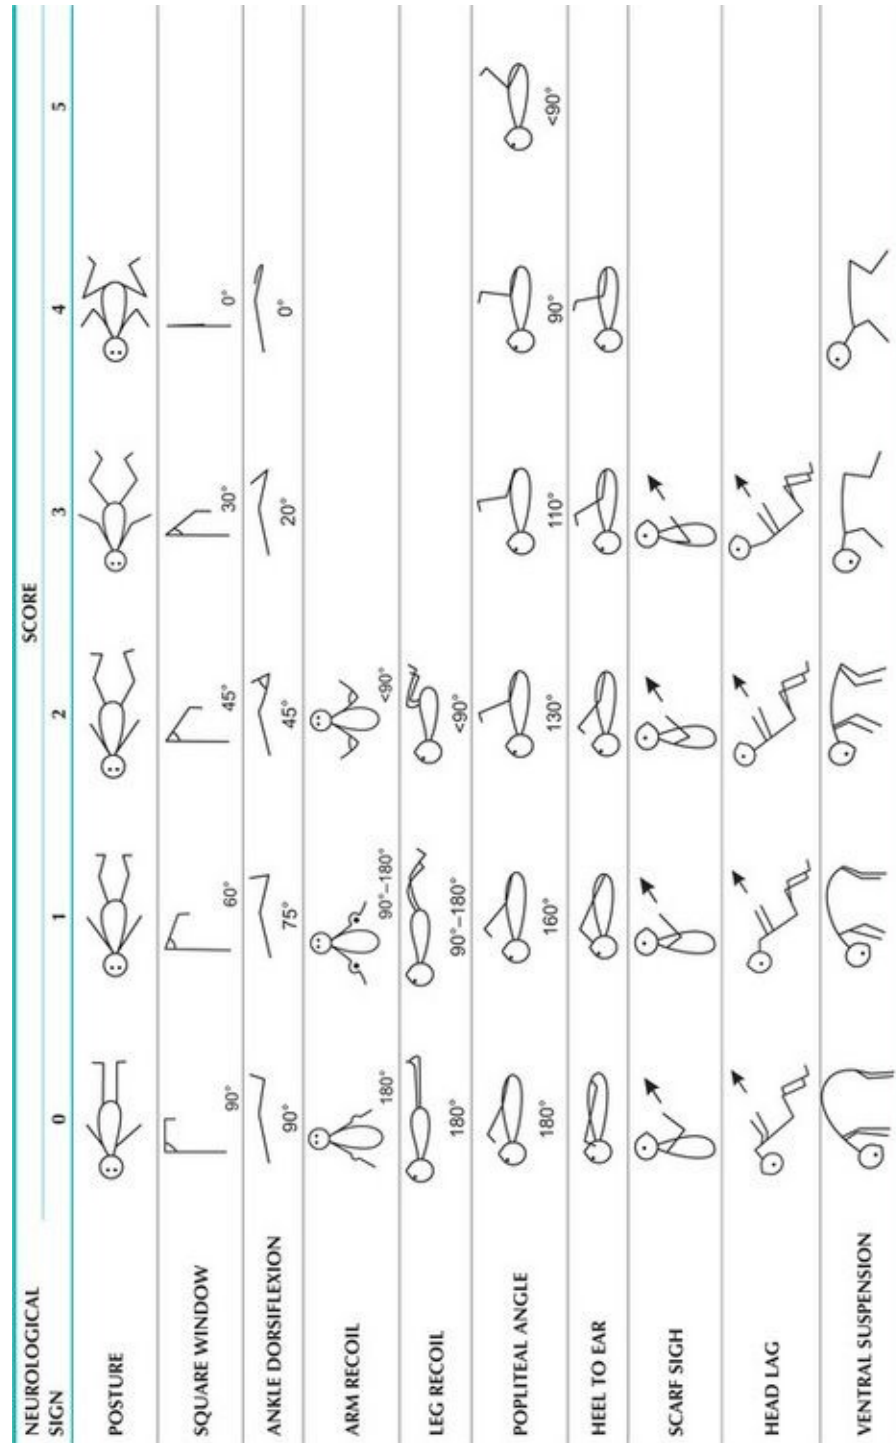 NEUROLOGICAL SIGN
SCORE
0 1 2 3 4 5
POSTURE
SQUARE WINDOW
90° 60° 45° 30° 0°
ANKLE DORSIFLEXION
90° 75° 45° 20° 0°
ARM RECOIL
180° 90°–180° <90°
LEG RECOIL
180° 90°–180° <90°
POPLITEAL ANGLE
180° 160° 130° 110° 90° <90°
HEEL TO EAR
SCARF SIGH
HEAD LAG
VENTRAL SUSPENSION